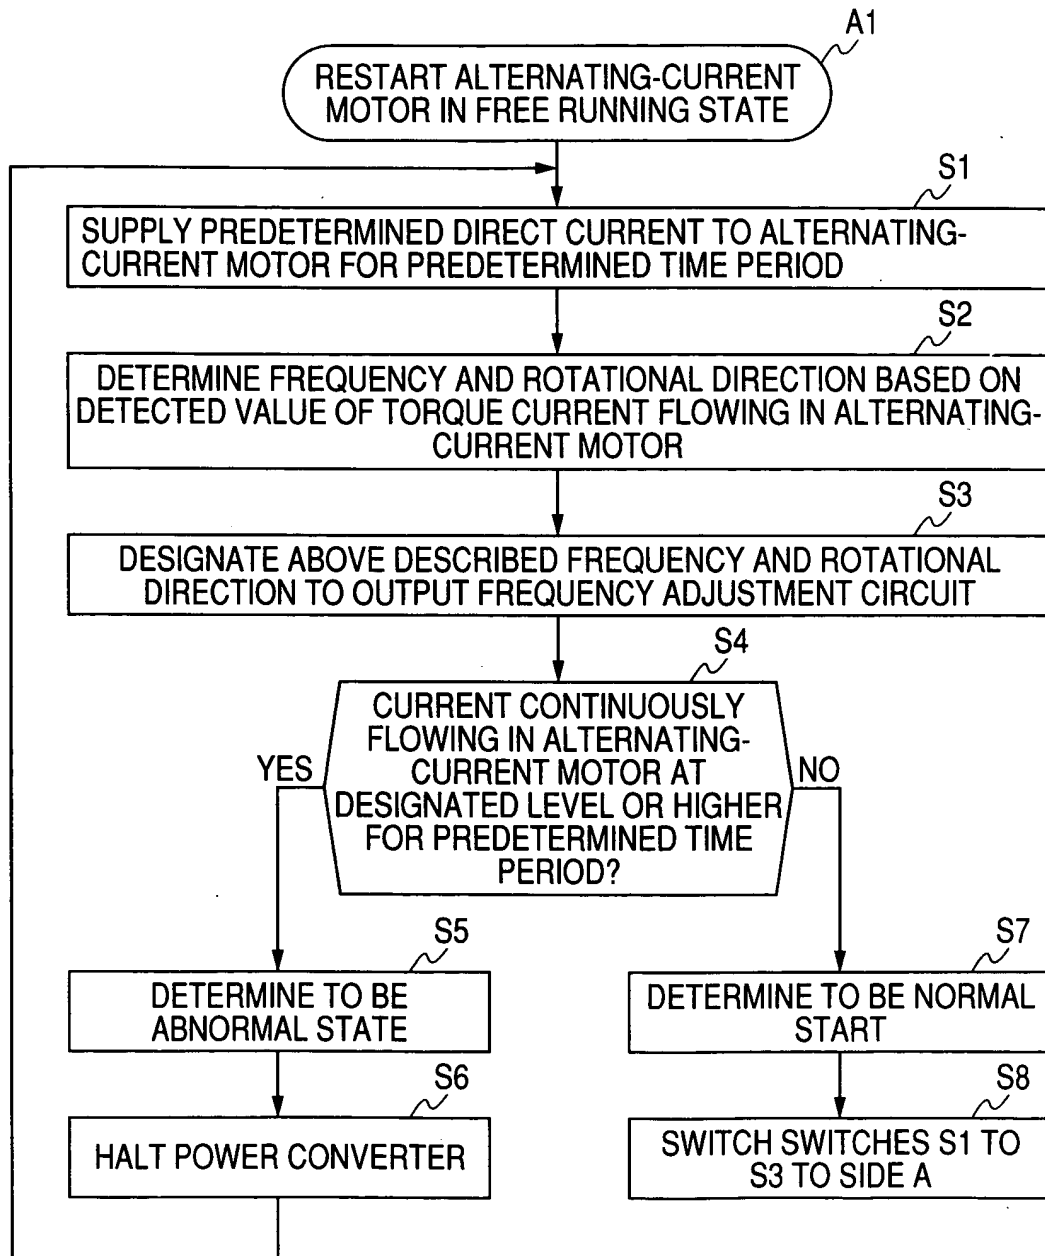 A1
RESTART ALTERNATING-CURRENT
MOTOR IN FREE RUNNING STATE
S1
SUPPLY PREDETERMINED DIRECT CURRENT TO ALTERNATING-
CURRENT MOTOR FOR PREDETERMINED TIME PERIOD
S2
DETERMINE FREQUENCY AND ROTATIONAL DIRECTION BASED ON
DETECTED VALUE OF TORQUE CURRENT FLOWING IN ALTERNATING-
CURRENT MOTOR
S3
DESIGNATE ABOVE DESCRIBED FREQUENCY AND ROTATIONAL
DIRECTION TO OUTPUT FREQUENCY ADJUSTMENT CIRCUIT
S4
CURRENT CONTINUOUSLY
FLOWING IN ALTERNATING-
CURRENT MOTOR AT
DESIGNATED LEVEL OR HIGHER
FOR PREDETERMINED TIME
PERIOD?
YES
NO
S5
DETERMINE TO BE
ABNORMAL STATE
S6
HALT POWER CONVERTER
S7
DETERMINE TO BE NORMAL
START
S8
SWITCH SWITCHES S1 TO
S3 TO SIDE A